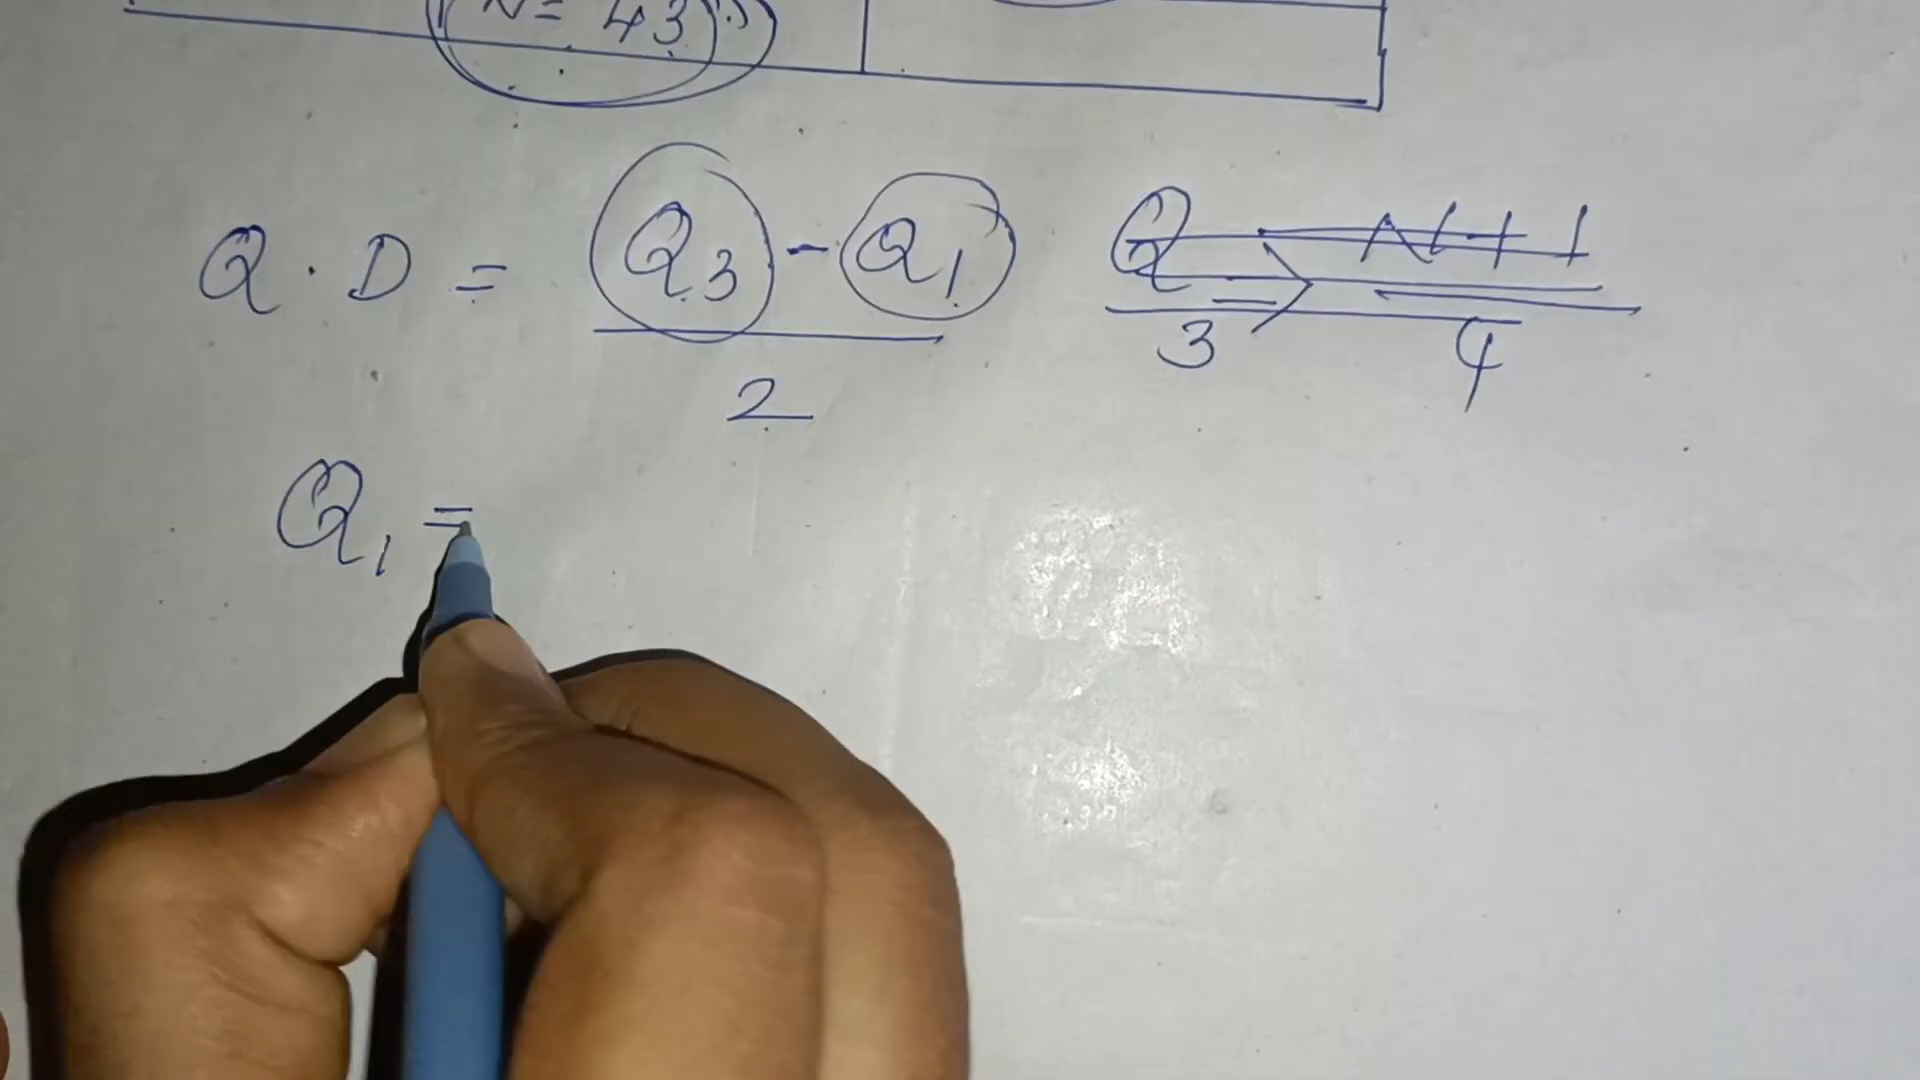 N = 43
Q . D = Q3 - Q1 / 2
Q3 => N+1 / 4
Q1 =